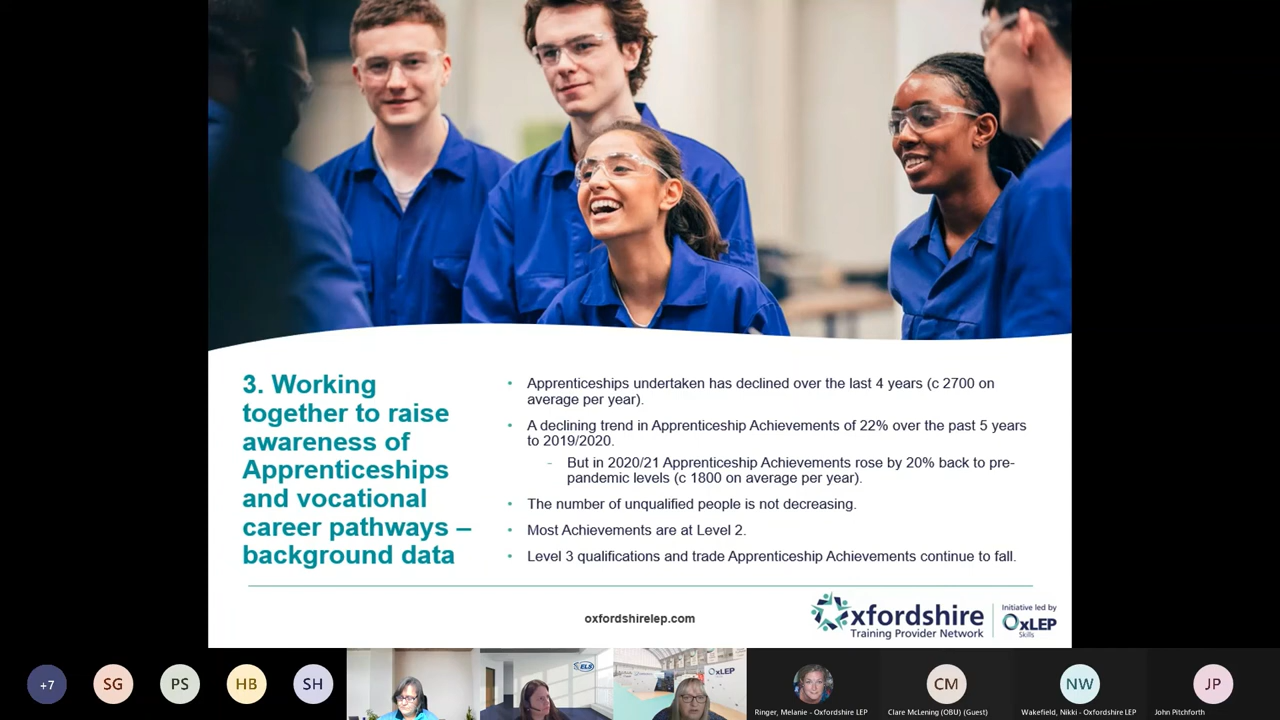 3. Working
together to raise
awareness of
Apprenticeships
and vocational
career pathways –
background data
• Apprenticeships undertaken has declined over the last 4 years (c 2700 on
average per year).
• A declining trend in Apprenticeship Achievements of 22% over the past 5 years
to 2019/2020.
- But in 2020/21 Apprenticeship Achievements rose by 20% back to pre-
pandemic levels (c 1800 on average per year).
• The number of unqualified people is not decreasing.
• Most Achievements are at Level 2.
• Level 3 qualifications and trade Apprenticeship Achievements continue to fall.
oxfordshirelep.com
Oxfordshire
Training Provider Network
Initiative led by
OxLEP
Skills
+7
SG
PS
HB
SH
ELS
OxLEP
CM
NW
JP
Ringer, Melanie - Oxfordshire LEP
Clare McLening (OBU) (Guest)
Wakefield, Nikki - Oxfordshire LEP
John Pitchforth